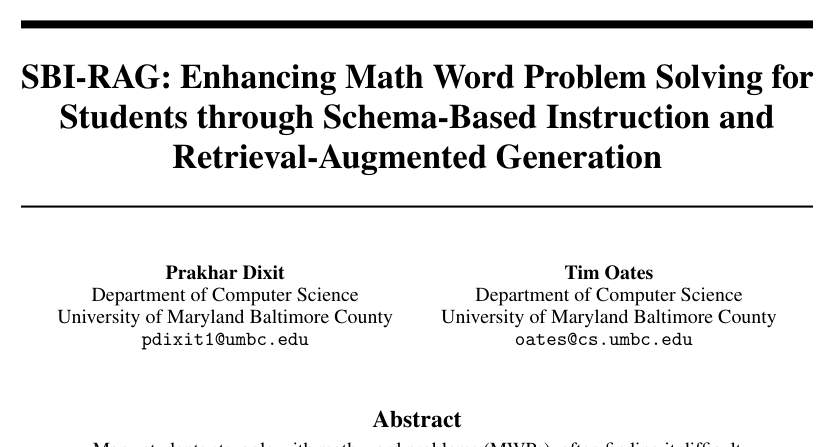 SBI-RAG: Enhancing Math Word Problem Solving for
Students through Schema-Based Instruction and
Retrieval-Augmented Generation
Prakhar Dixit
Department of Computer Science
University of Maryland Baltimore County
pdixit1@umbc.edu
Tim Oates
Department of Computer Science
University of Maryland Baltimore County
oates@cs.umbc.edu
Abstract